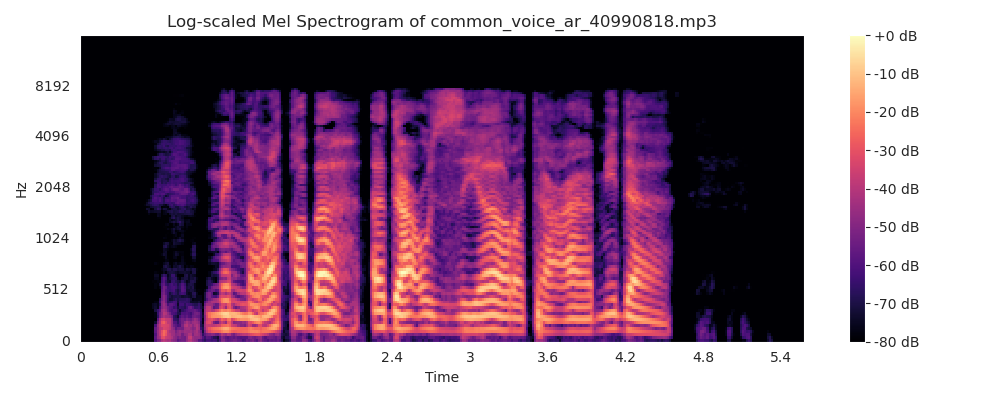 Log-scaled Mel Spectrogram of common_voice_ar_40990818.mp3
Hz
8192
4096
2048
1024
512
0
0 0.6 1.2 1.8 2.4 3 3.6 4.2 4.8 5.4
Time
+0 dB
-10 dB
-20 dB
-30 dB
-40 dB
-50 dB
-60 dB
-70 dB
-80 dB